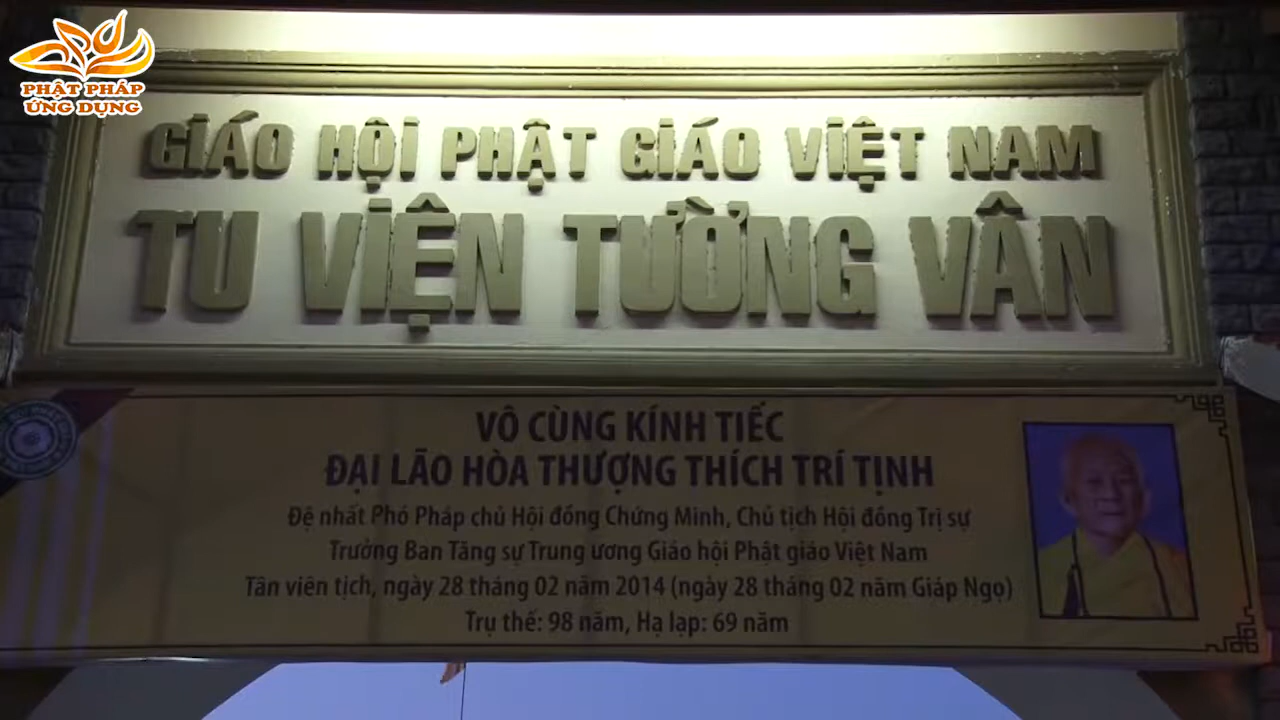 PHẬT PHÁP
ỨNG DỤNG
GIÁO HỘI PHẬT GIÁO VIỆT NAM
TU VIỆN TƯỜNG VÂN
VÔ CÙNG KÍNH TIẾC
ĐẠI LÃO HÒA THƯỢNG THÍCH TRÍ TỊNH
Đệ nhất Phó Pháp chủ Hội đồng Chứng Minh, Chủ tịch Hội đồng Trị sự
Trưởng Ban Tăng sự Trung ương Giáo hội Phật giáo Việt Nam
Tân viên tịch, ngày 28 tháng 02 năm 2014 (ngày 28 tháng 02 năm Giáp Ngọ)
Trụ thế: 98 năm, Hạ lạp: 69 năm